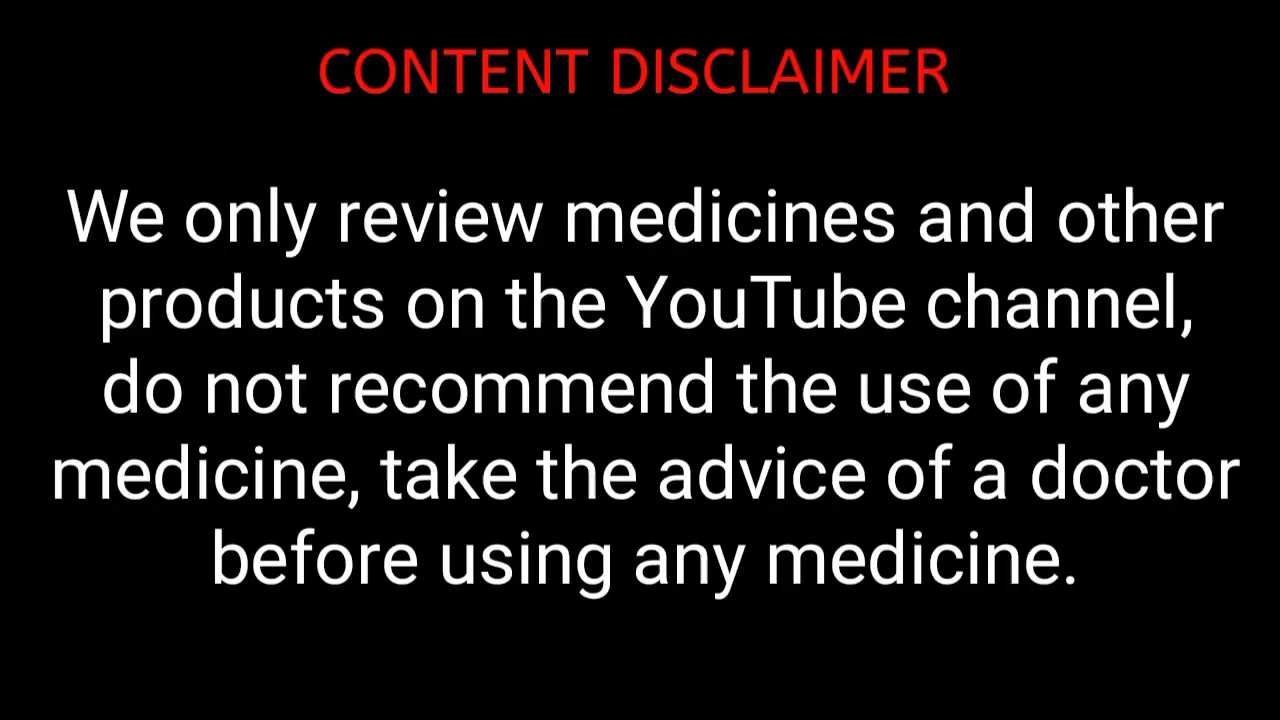 CONTENT DISCLAIMER
We only review medicines and other
products on the YouTube channel,
do not recommend the use of any
medicine, take the advice of a doctor
before using any medicine.